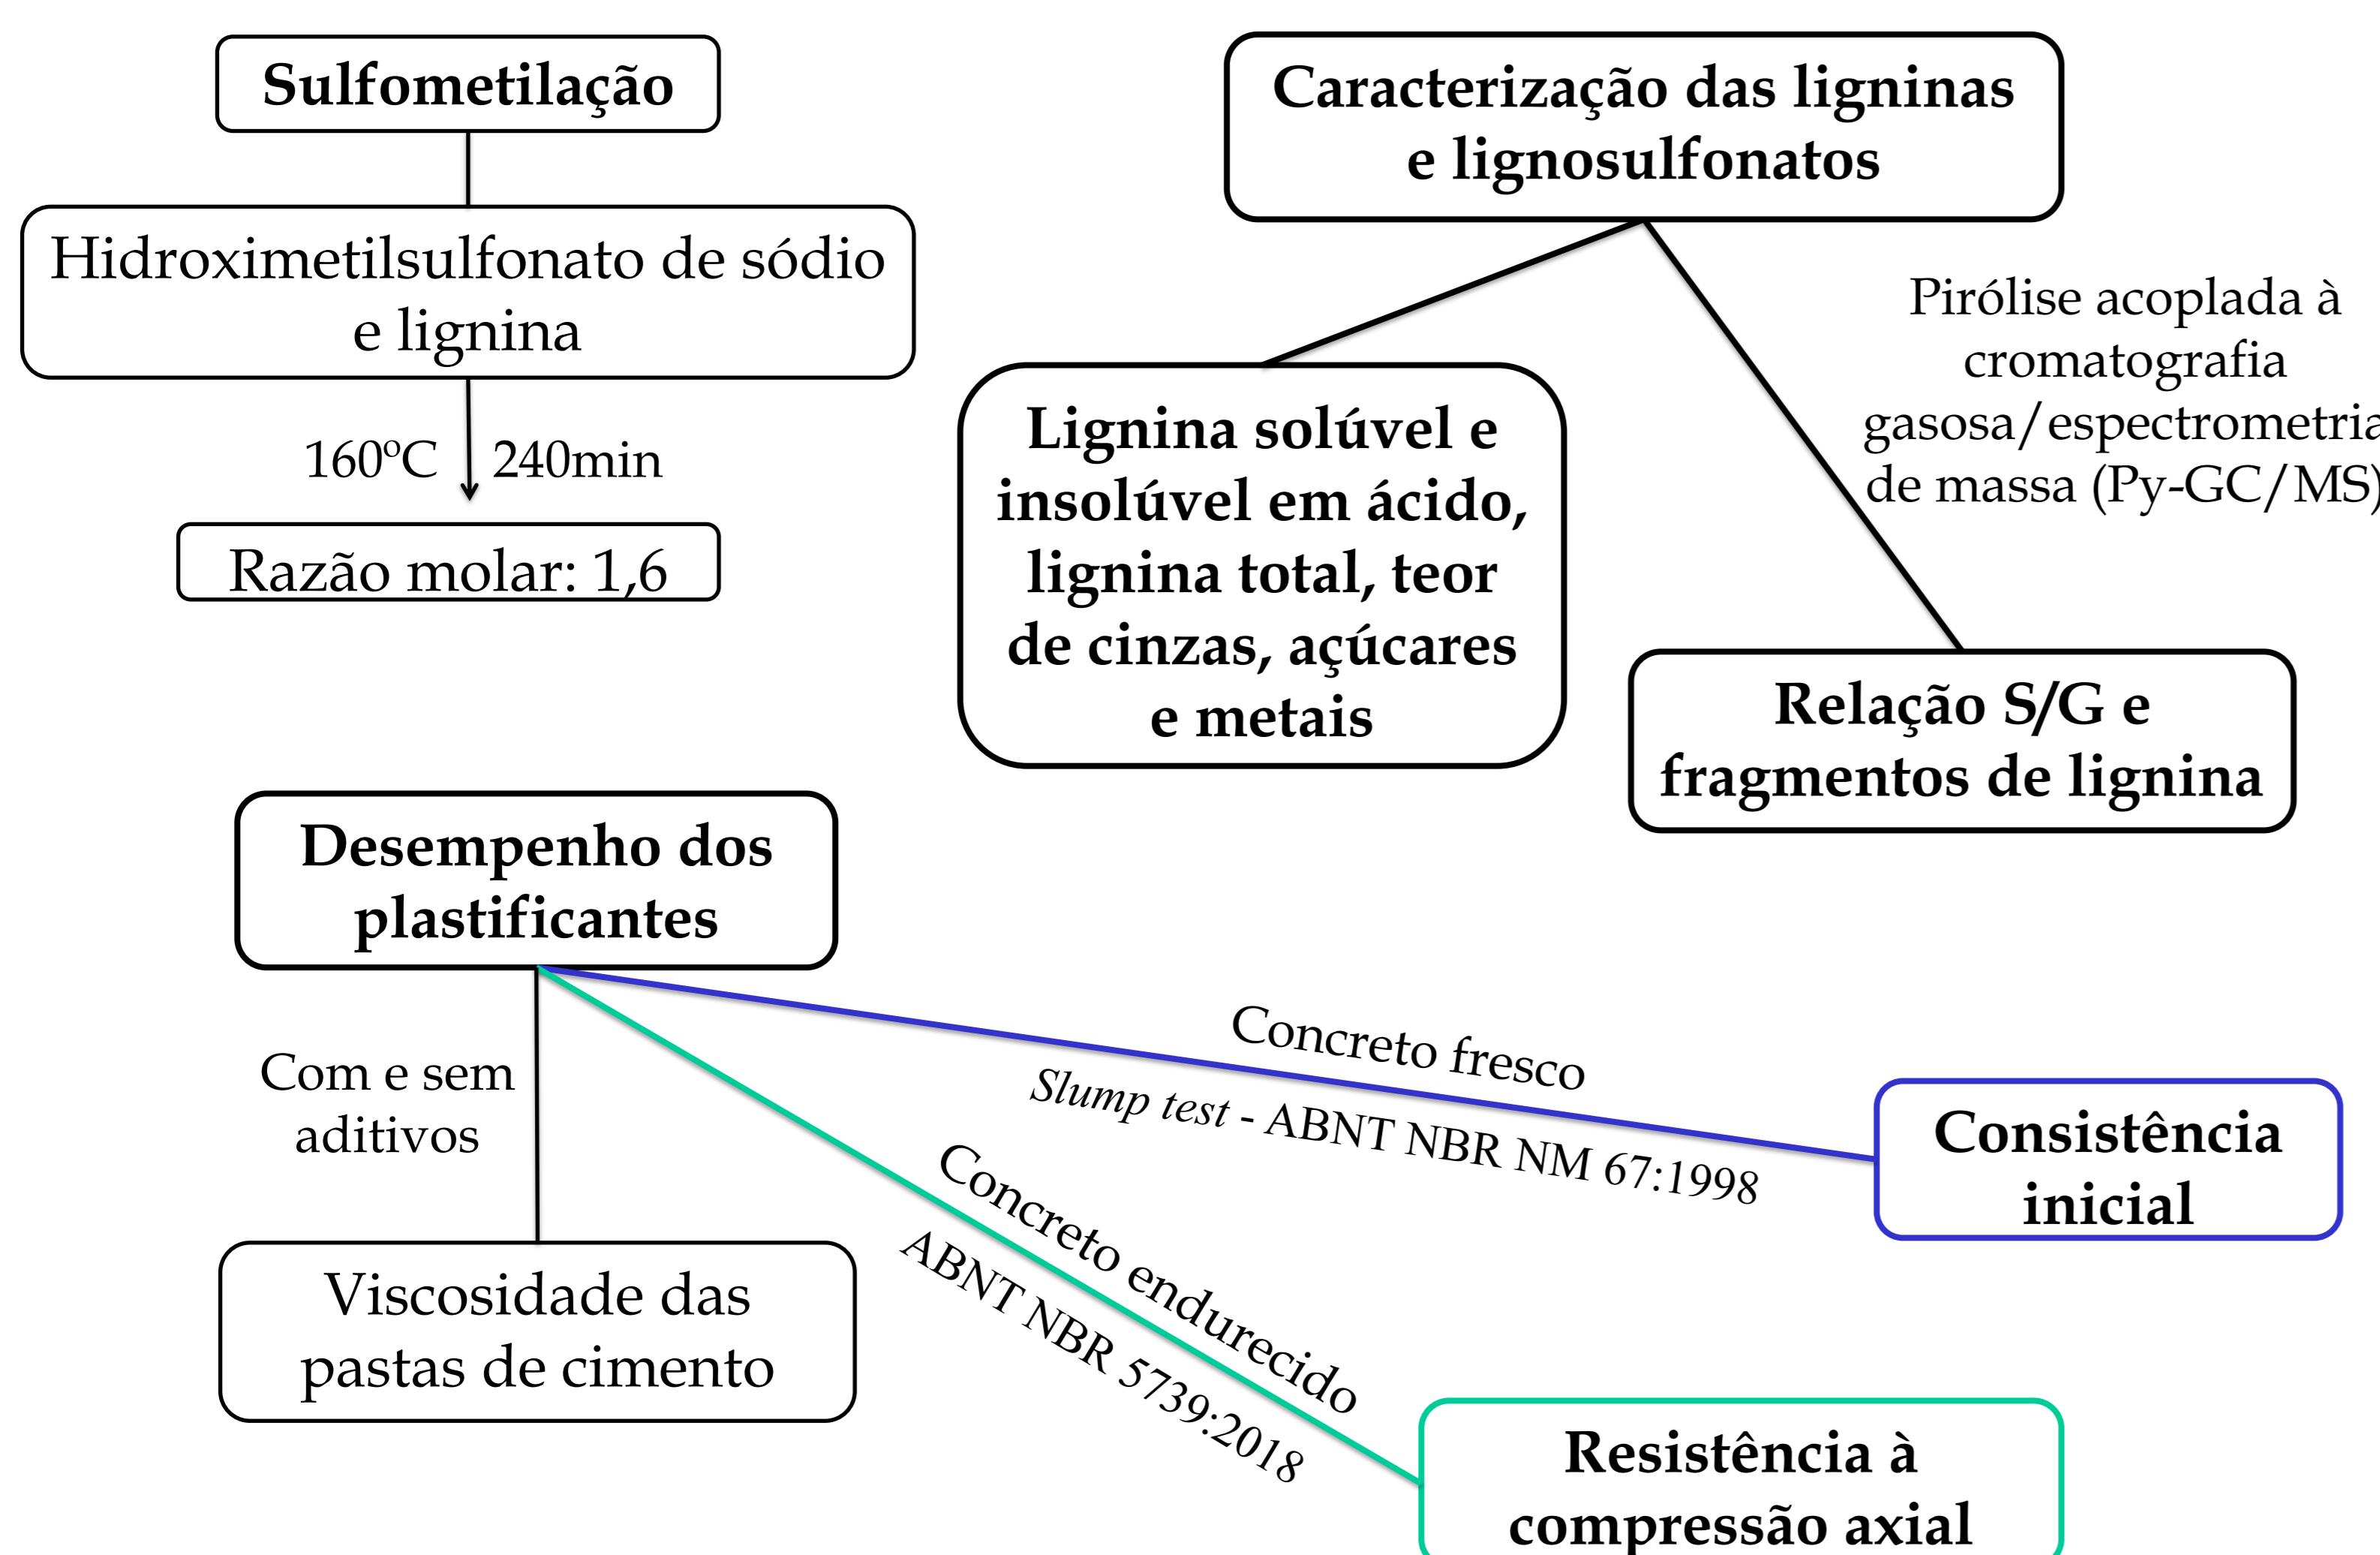 Sulfometilação
Hidroximetilsulfonato de sódio
e lignina
160ºC
240min
Razão molar: 1,6
Caracterização das ligninas
e lignosulfonatos
Lignina solúvel e
insolúvel em ácido,
lignina total, teor
de cinzas, açúcares
e metais
Pirólise acoplada à
cromatografia
gasosa/espectrometria
de massa (Py-GC/MS)
Relação S/G e
fragmentos de lignina
Desempenho dos
plastificantes
Com e sem
aditivos
Viscosidade das
pastas de cimento
Concreto fresco
Slump test - ABNT NBR NM 67:1998
Consistência
inicial
Concreto endurecido
ABNT NBR 5739:2018
Resistência à
compressão axial